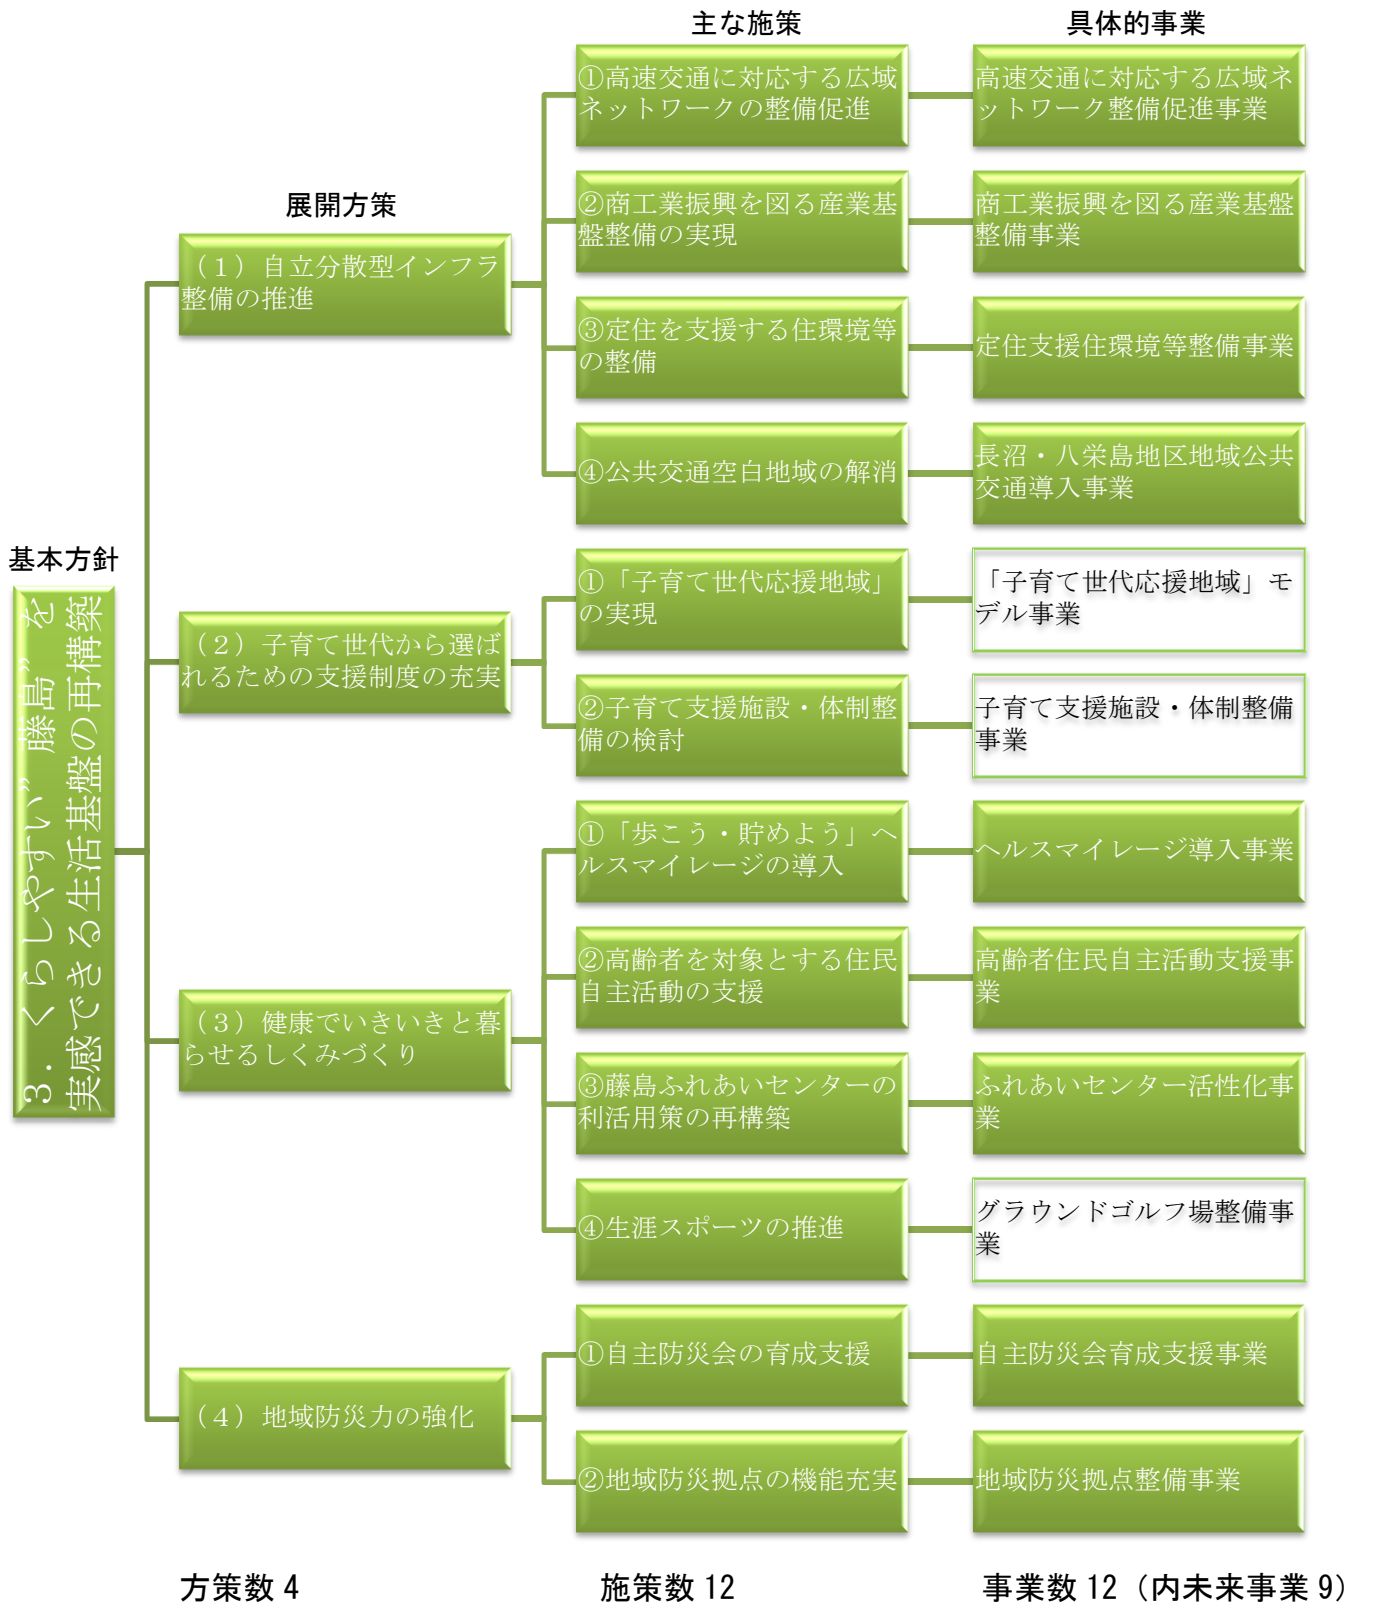 主な施策
具体的事業
①高速交通に対応する広域
ネットワークの整備促進
高速交通に対応する広域ネ
ットワーク整備促進事業
展開方策
②商工業振興を図る産業基
盤整備の実現
商工業振興を図る産業基盤
整備事業
（１）自立分散型インフラ
整備の推進
③定住を支援する住環境等
の整備
定住支援住環境等整備事業
④公共交通空白地域の解消
長沼・八栄島地区地域公共
交通導入事業
基本方針
３．くらしやすい”藤島”を
実感できる生活基盤の再構築
（２）子育て世代から選ば
れるための支援制度の充実
①「子育て世代応援地域」
の実現
「子育て世代応援地域」モ
デル事業
②子育て支援施設・体制整
備の検討
子育て支援施設・体制整備
事業
（３）健康でいきいきと暮
らせるしくみづくり
①「歩こう・貯めよう」ヘ
ルスマイレージの導入
ヘルスマイレージ導入事業
②高齢者を対象とする住民
自主活動の支援
高齢者住民自主活動支援事
業
③藤島ふれあいセンターの
利活用策の再構築
ふれあいセンター活性化事
業
④生涯スポーツの推進
グラウンドゴルフ場整備事
業
（４）地域防災力の強化
①自主防災会の育成支援
自主防災会育成支援事業
②地域防災拠点の機能充実
地域防災拠点整備事業
方策数 4
施策数 12
事業数 12（内未来事業 9）